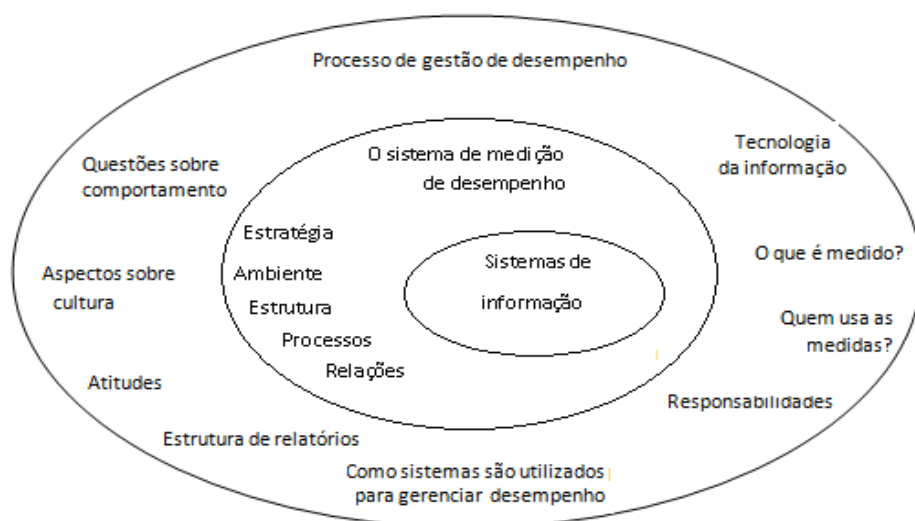 Processo de gestão de desempenho
Tecnologia
da informação
Questões sobre
comportamento
O sistema de medição
de desempenho
Estratégia
Ambiente
Estrutura
Processos
Relações
Sistemas de
informação
O que é medido?
Aspectos sobre
cultura
Quem usa as
medidas?
Atitudes
Responsabilidades
Estrutura de relatórios
Como sistemas são utilizados
para gerenciar desempenho